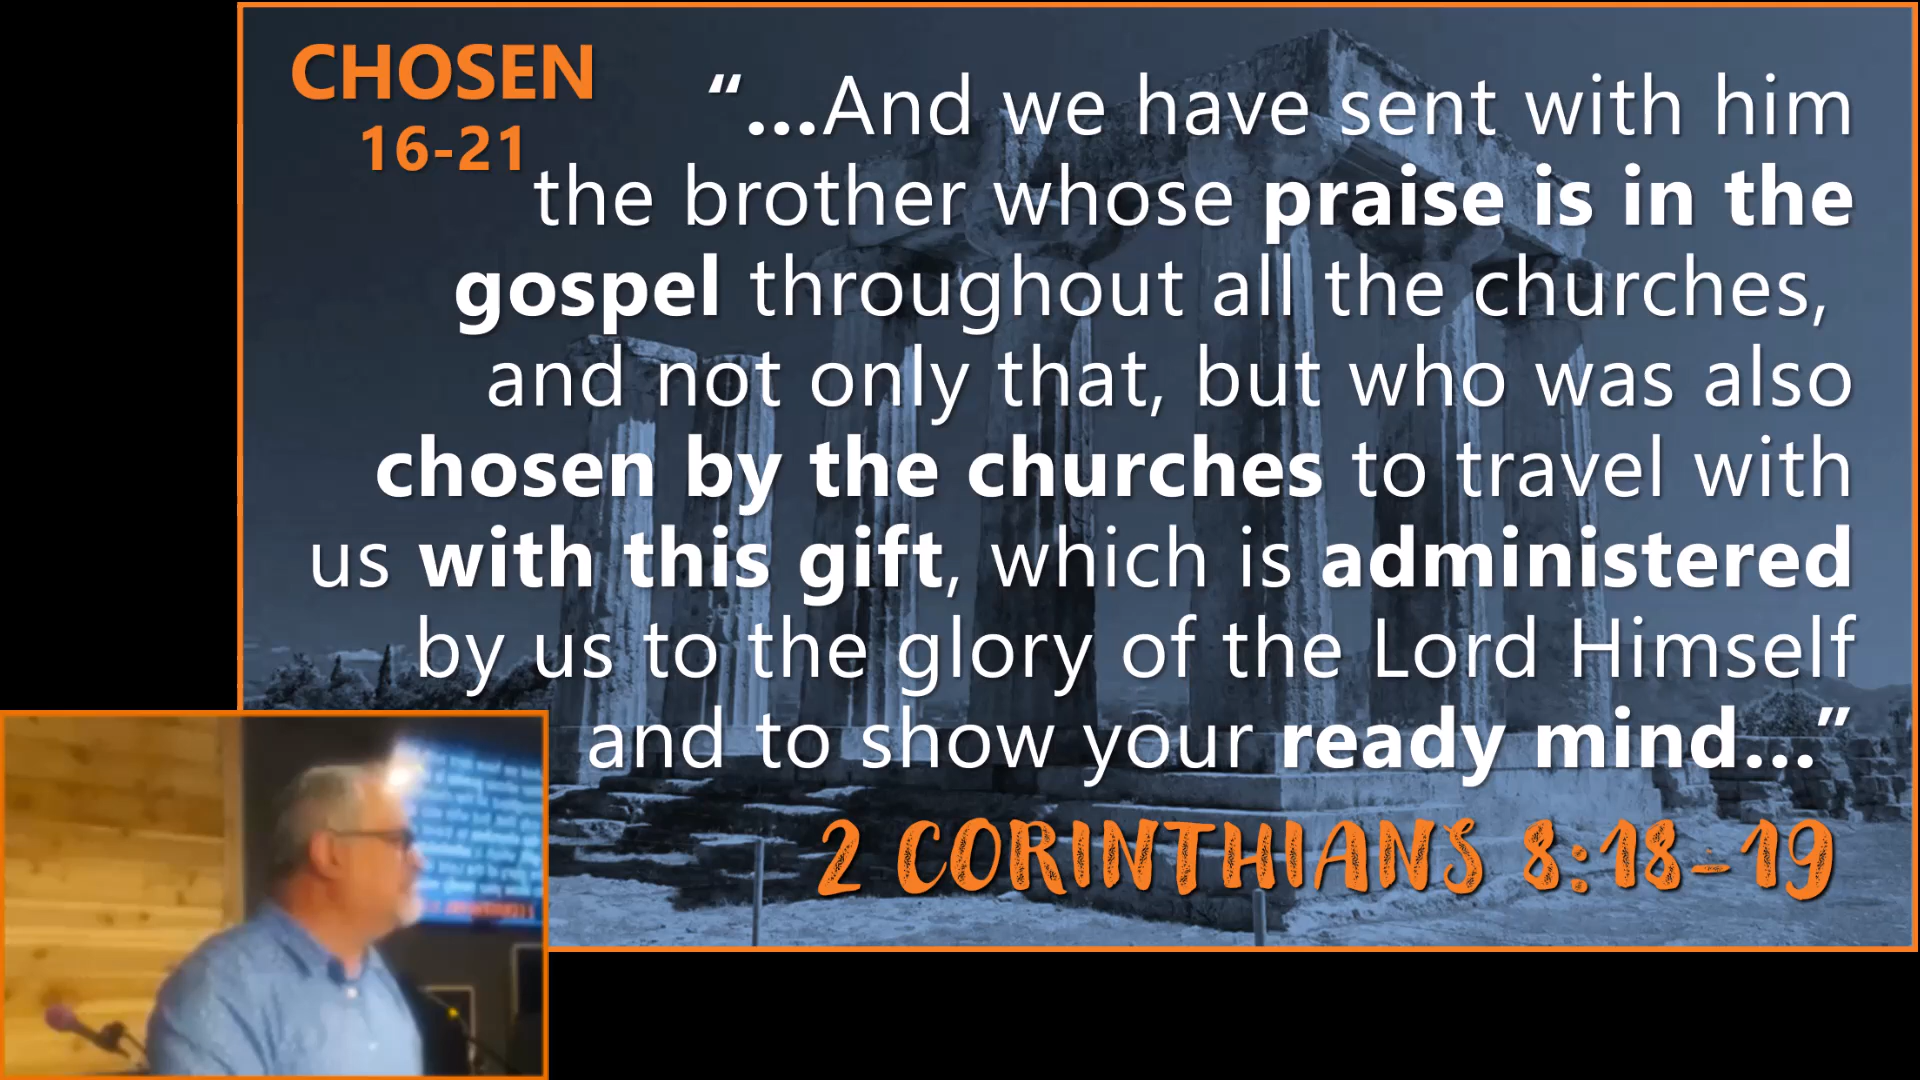 CHOSEN
16-21
“...And we have sent with him
the brother whose praise is in the
gospel throughout all the churches,
and not only that, but who was also
chosen by the churches to travel with
us with this gift, which is administered
by us to the glory of the Lord Himself
and to show your ready mind...”
2 CORINTHIANS 8:18-19